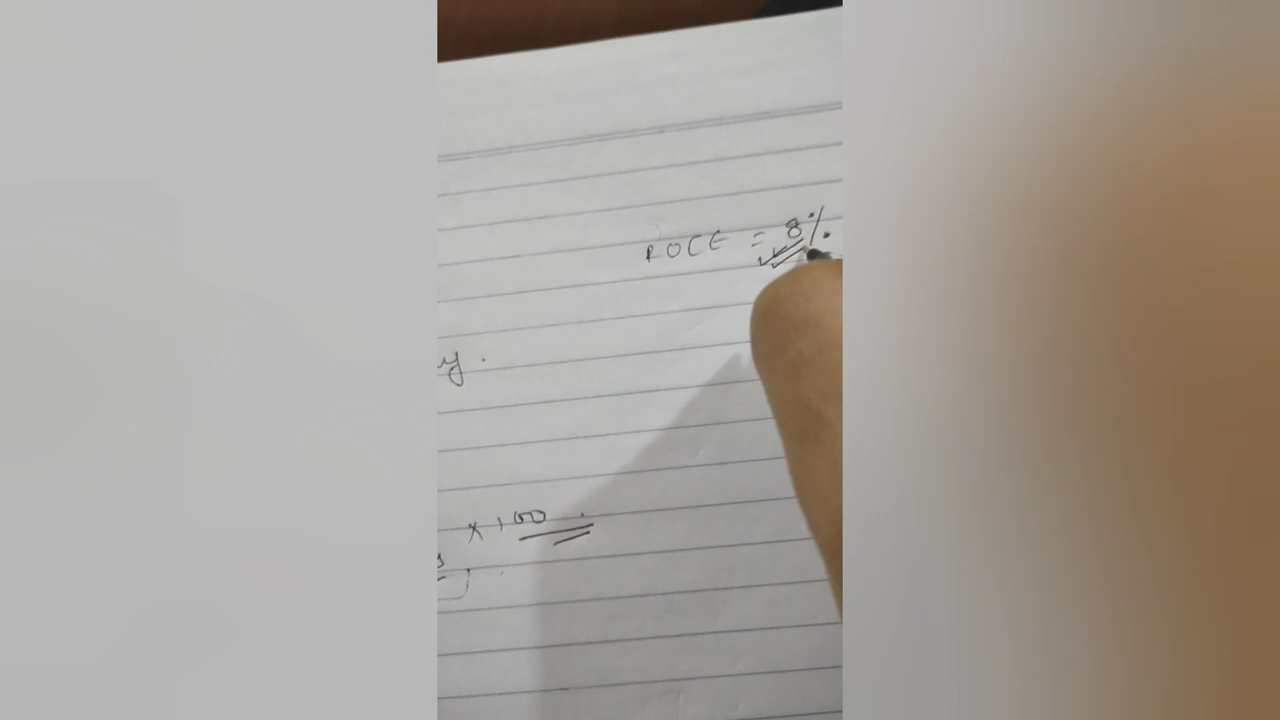 ROCE = 8%.
y.
x 100.
s